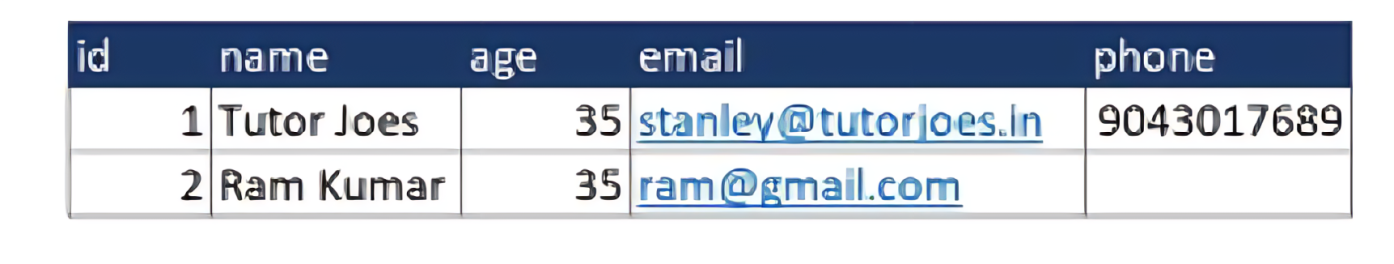 id name age email phone
1 Tutor Joes 35 stanley@tutorjoes.in 9043017689
2 Ram Kumar 35 ram@gmail.com